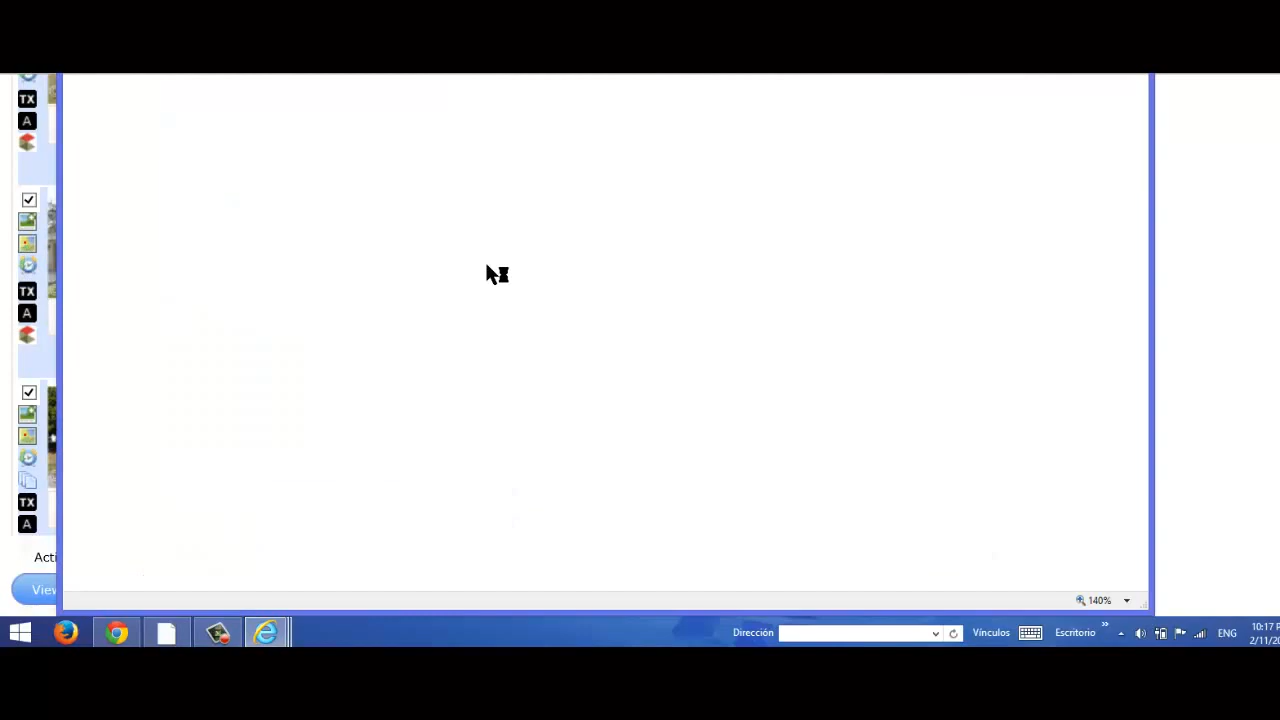 TX
A
TX
A
TX
A
Acti
View
140%
Dirección
Vínculos
Escritorio
»
ENG
10:17 P
2/11/20